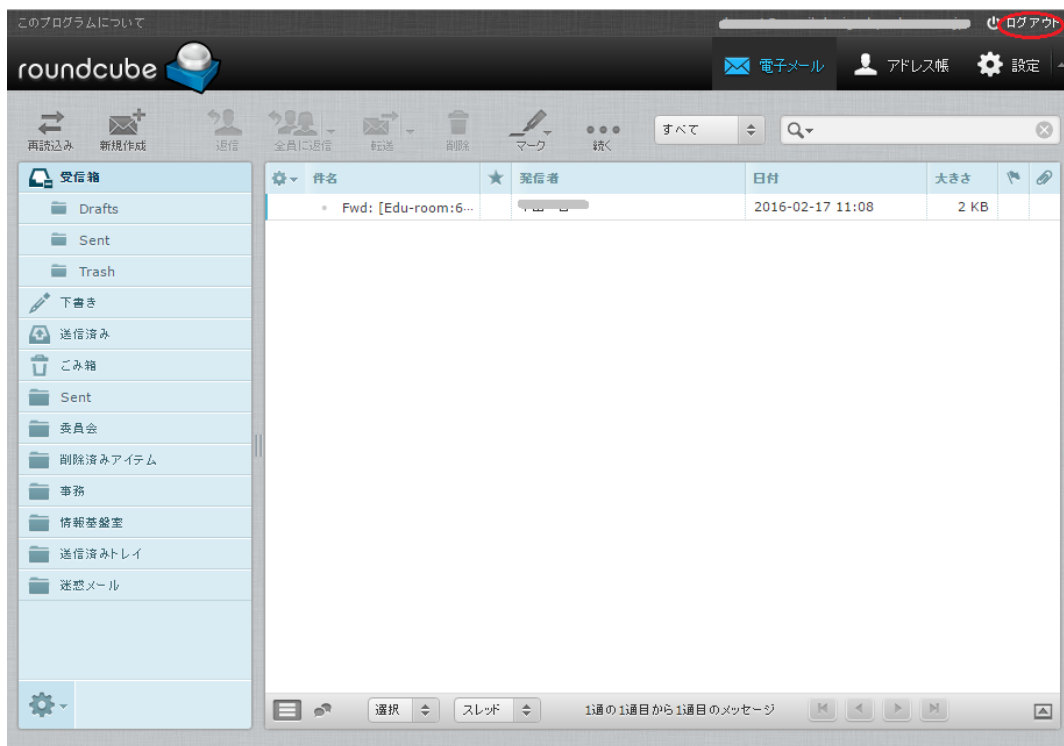 このプログラムについて
ログアウト
roundcube
電子メール
アドレス帳
設定
再読込み
新規作成
返信
全員に返信
転送
削除
マーク
続く
すべて
受信箱
件名
発信者
日付
大きさ
Drafts
Fwd: [Edu-room:6...
2016-02-17 11:08
2 KB
Sent
Trash
下書き
送信済み
ごみ箱
Sent
委員会
削除済みアイテム
事務
情報基盤室
送信済みトレイ
迷惑メール
選択
スレッド
1通の1通目から1通目のメッセージ